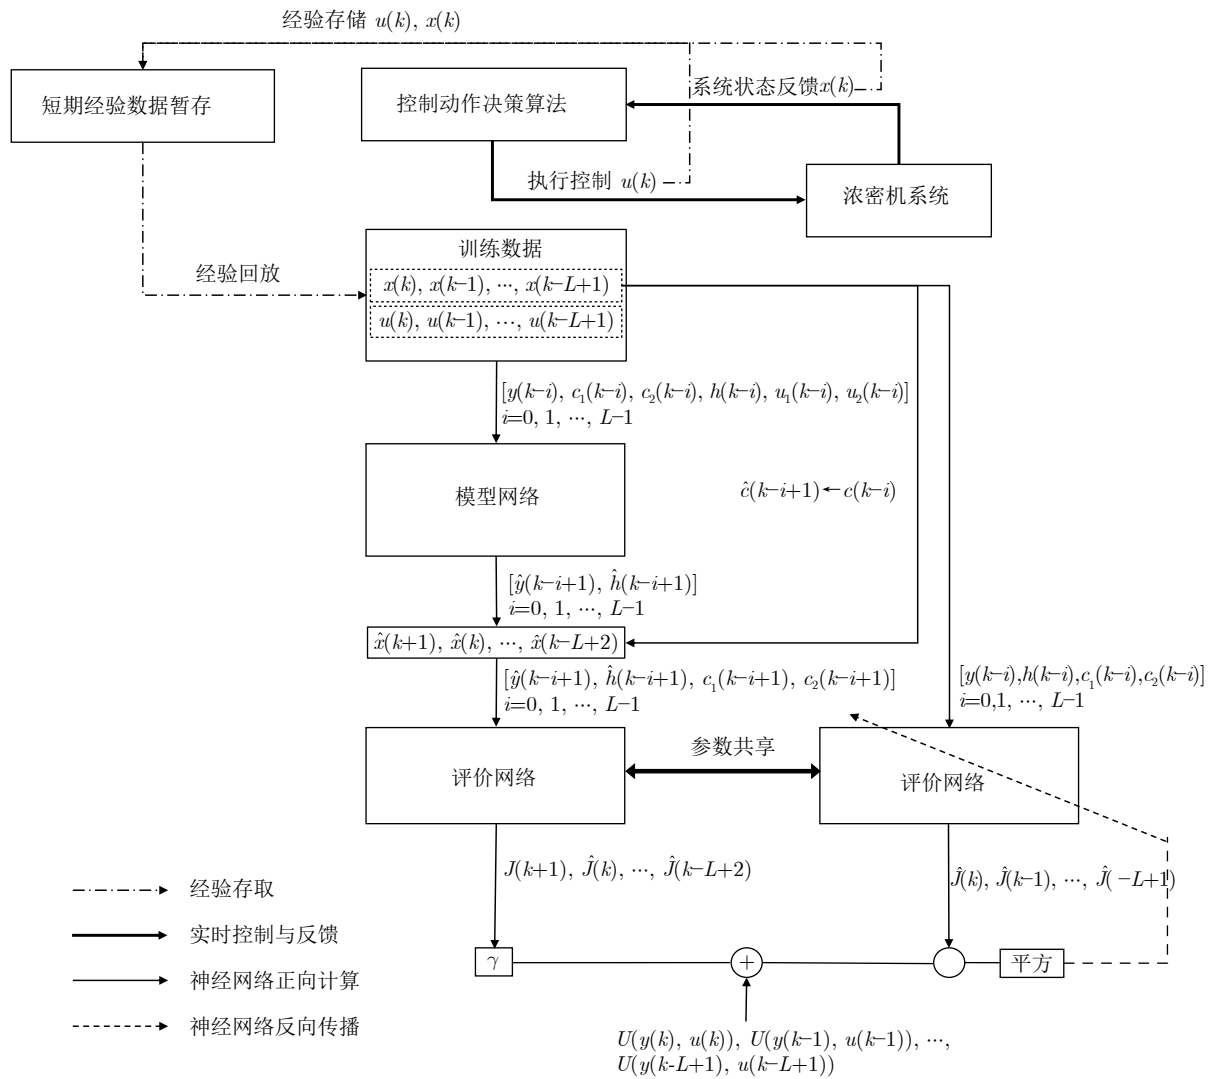 经验存储 u(k), x(k)
短期经验数据暂存
控制动作决策算法
系统状态反馈x(k)
执行控制 u(k)
浓密机系统
训练数据
经验回放
x(k), x(k−1), ···, x(k−L+1)
u(k), u(k−1), ···, u(k−L+1)
[y(k−i), c₁(k−i), c₂(k−i), h(k−i), u₁(k−i), u₂(k−i)]
i=0, 1, ···, L−1
模型网络
ĉ(k−i+1)←c(k−i)
[ŷ(k−i+1), ĥ(k−i+1)]
i=0, 1, ···, L−1
x̂(k+1), x̂(k), ···, x̂(k−L+2)
[ŷ(k−i+1), ĥ(k−i+1), c₁(k−i+1), c₂(k−i+1)]
i=0, 1, ···, L−1
[y(k−i),h(k−i),c₁(k−i),c₂(k−i]
i=0,1, ···, L−1
评价网络
参数共享
评价网络
J(k+1), Ĵ(k), ···, Ĵ(k−L+2)
Ĵ(k), Ĵ(k−1), ···, Ĵ(−L+1)
经验存取
实时控制与反馈
神经网络正向计算
神经网络反向传播
γ
+
平方
U(y(k), u(k)), U(y(k−1), u(k−1)), ···,
U(y(k-L+1), u(k−L+1))